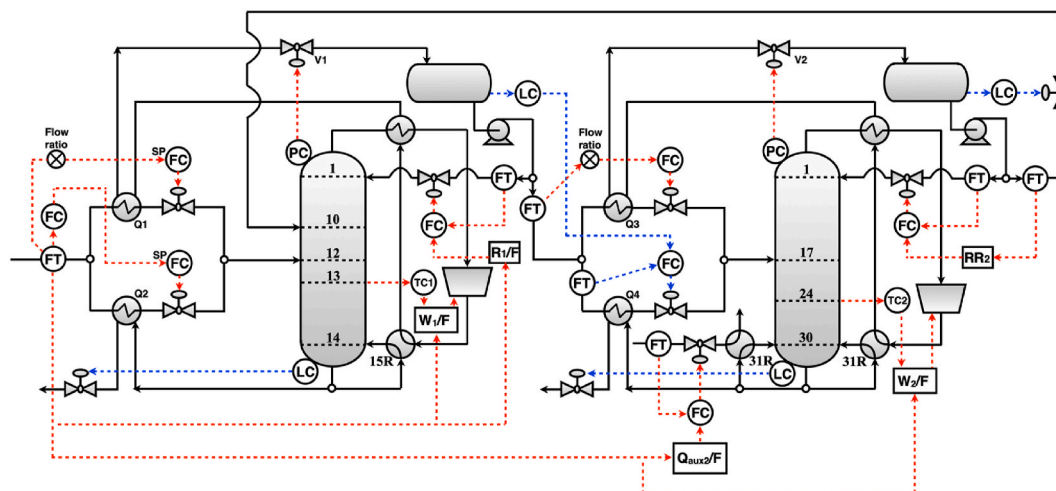 V1
V2
LC
LC
Flow
ratio
SP
FC
PC
1
FT
FT
Flow
ratio
FC
PC
1
FT
FT
FC
Q1
10
FC
R1/F
Q3
FC
RR2
FT
SP
FC
12
13
TC1
W1/F
FT
FC
17
24
TC2
Q2
14
15R
Q4
FT
31R
30
31R
LC
LC
W2/F
FC
Qaux2/F